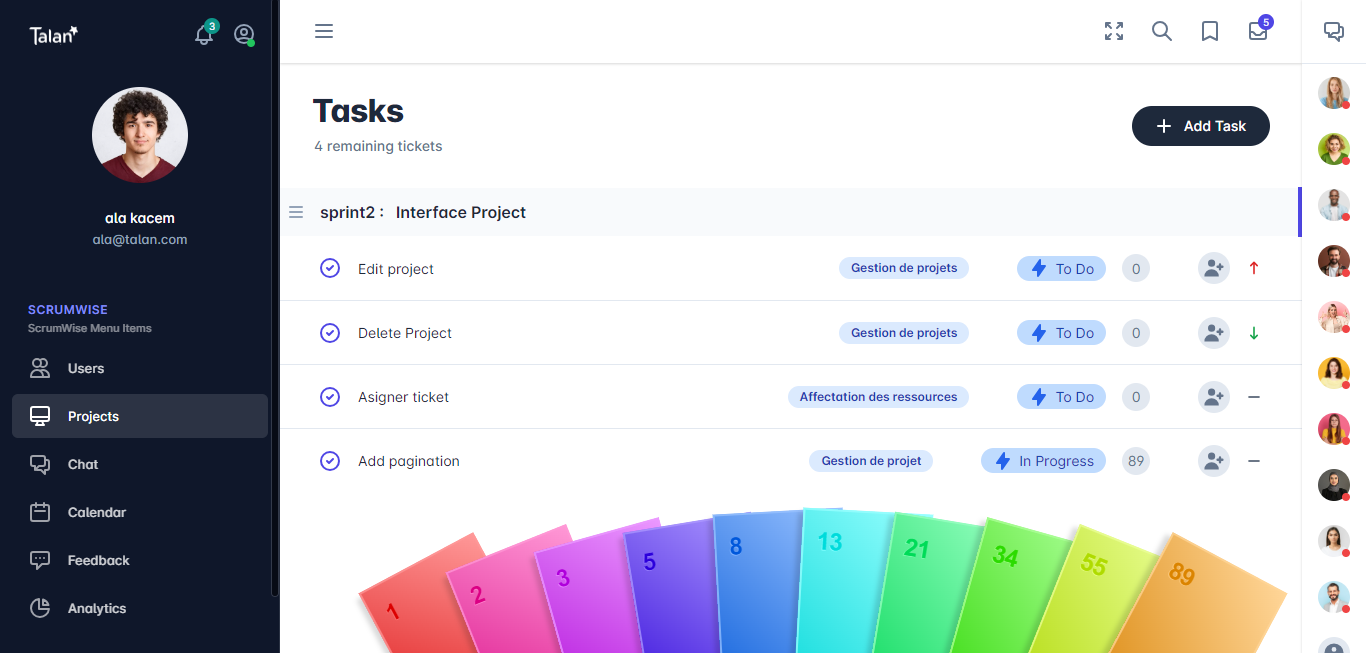 Talan
3
5
ala kacem
ala@talan.com
SCRUMWISE
ScrumWise Menu Items
Users
Projects
Chat
Calendar
Feedback
Analytics
Tasks
4 remaining tickets
Add Task
sprint2 : Interface Project
Edit project Gestion de projets To Do 0
Delete Project Gestion de projets To Do 0
Asigner ticket Affectation des ressources To Do 0
Add pagination Gestion de projet In Progress 89
1 2 3 5 8 13 21 34 55 89